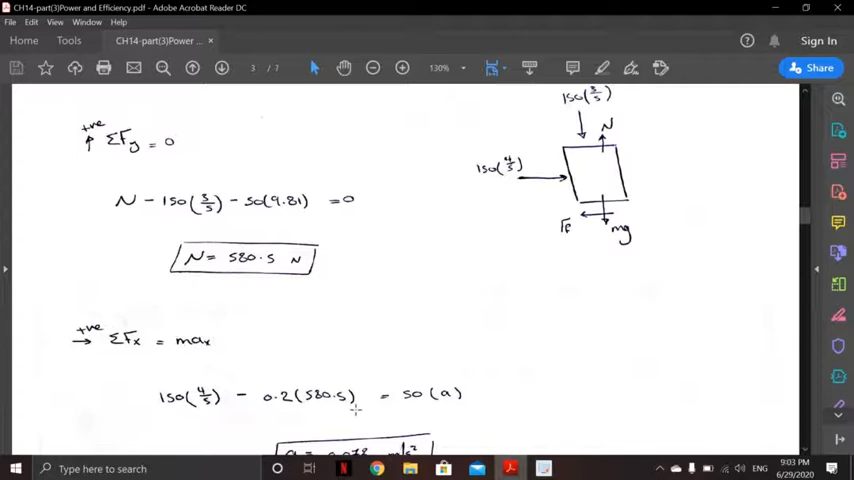 CH14-part(3)Power and Efficiency.pdf - Adobe Acrobat Reader DC
File Edit View Window Help
Home Tools CH14-part(3)Power ... × Sign In
3 / 7 130% Share
+ve
↑ ΣFy = 0
N - 150(3/5) - 50(9.81) = 0
N = 580.5 N
150(3/5)
N
150(4/5)
Ff
mg
+ve
→ ΣFx = max
150(4/5) - 0.2(580.5) = 50(a)
a = 0.078 m/s²
Type here to search
ENG 9:03 PM
6/29/2020